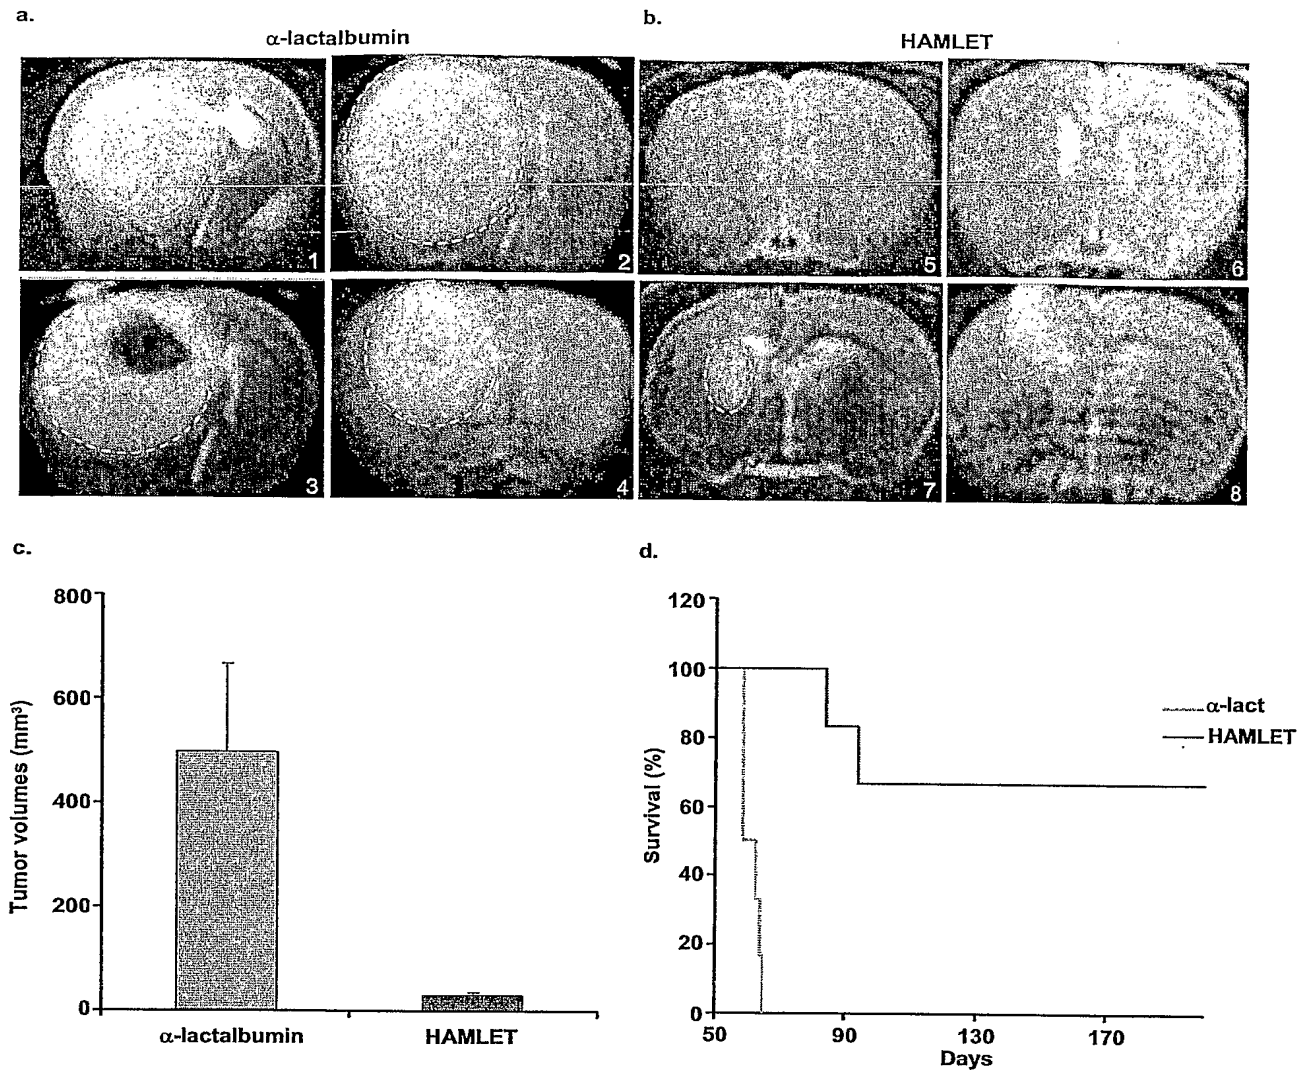 a.
α-lactalbumin
1
2
3
4
b.
HAMLET
5
6
7
8
c.
Tumor volumes (mm³)
800
600
400
200
0
α-lactalbumin
HAMLET
d.
Survival (%)
120
100
80
60
40
20
0
50 90 130 170
Days
α-lact
HAMLET